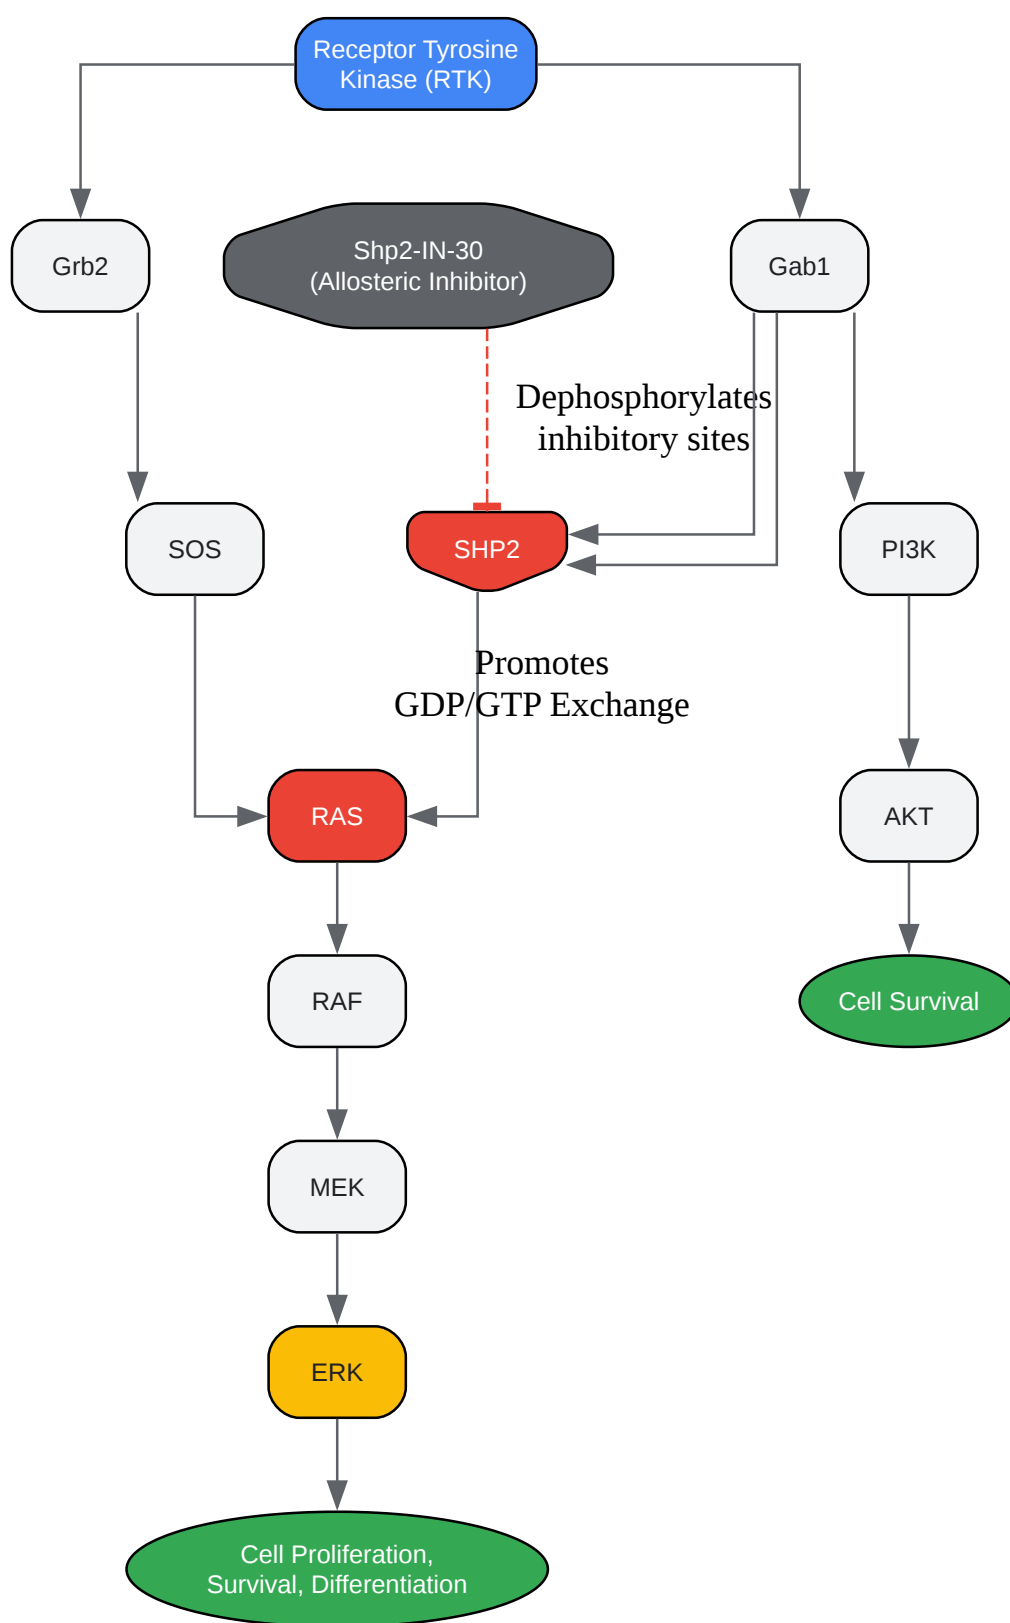 Receptor Tyrosine
Kinase (RTK)
Grb2
Shp2-IN-30
(Allosteric Inhibitor)
Gab1
Dephosphorylates
inhibitory sites
SOS
SHP2
PI3K
Promotes
GDP/GTP Exchange
RAS
AKT
RAF
Cell Survival
MEK
ERK
Cell Proliferation,
Survival, Differentiation